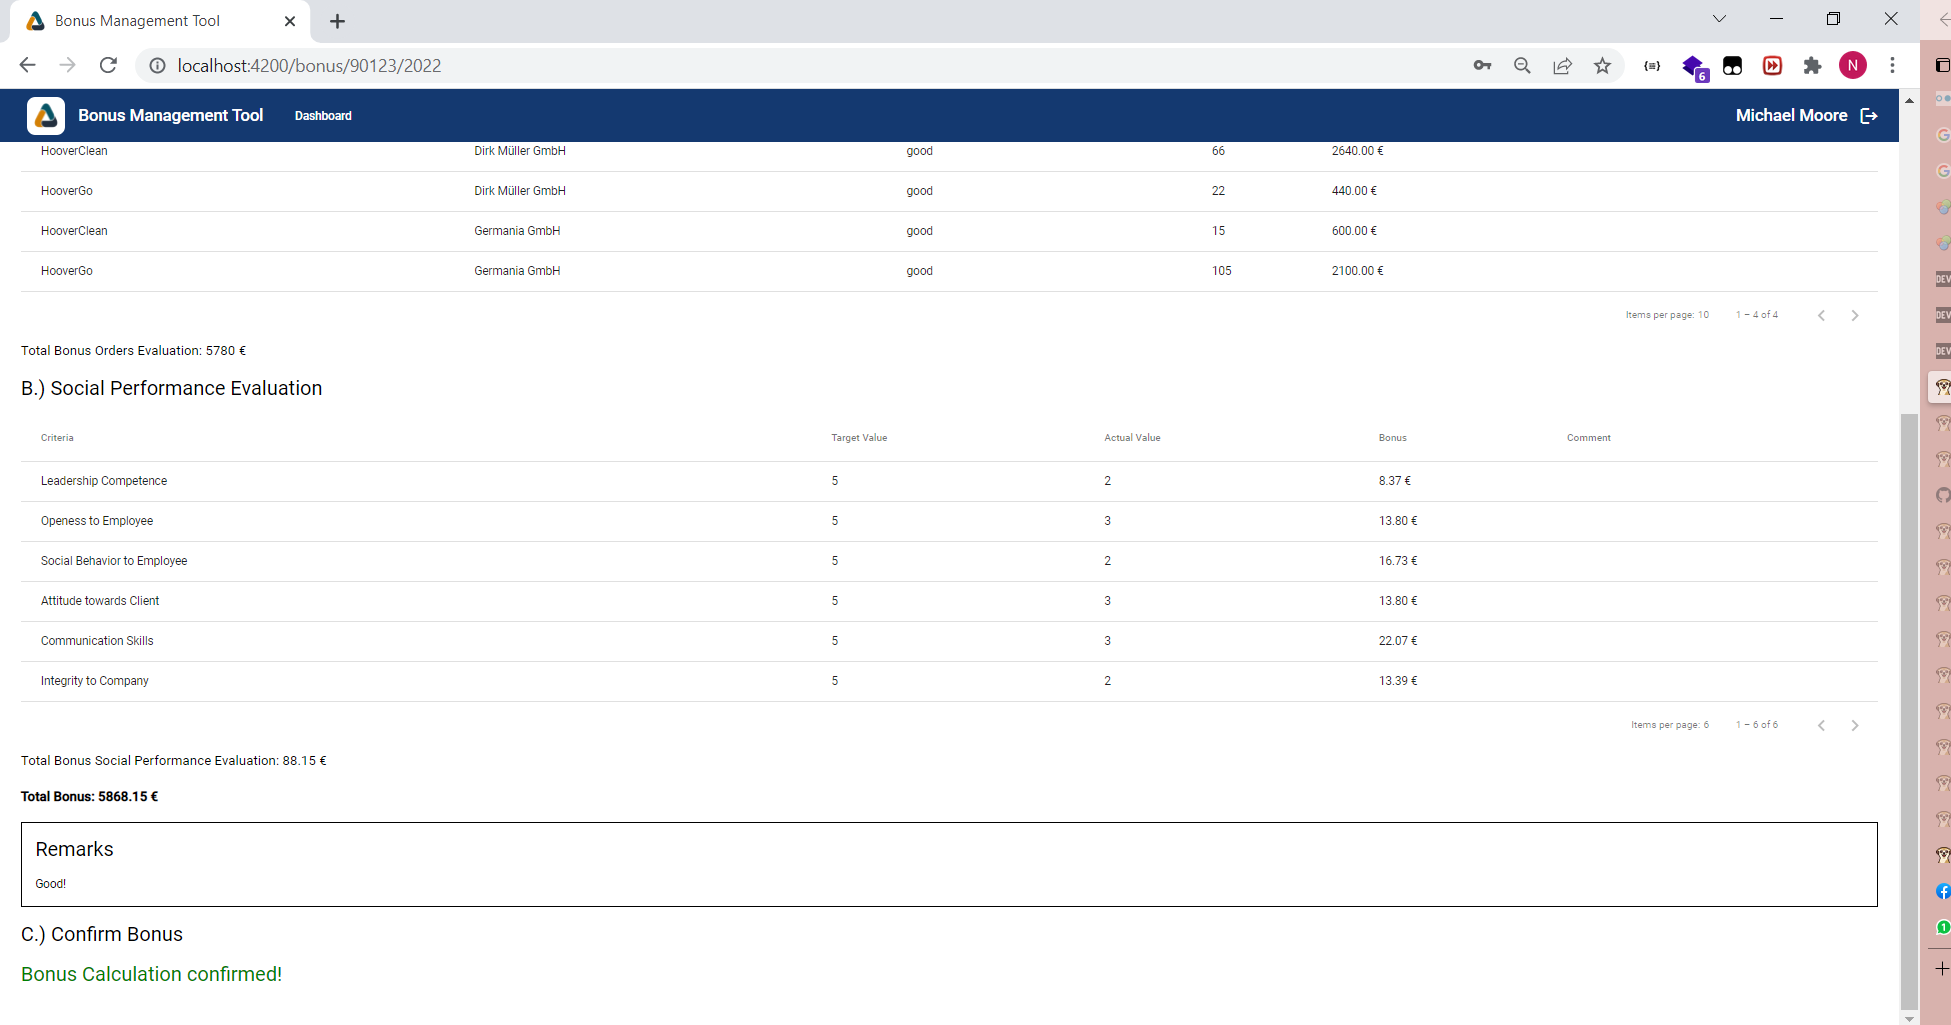 Bonus Management Tool
localhost:4200/bonus/90123/2022
6
N
Bonus Management Tool Dashboard Michael Moore
HooverClean Dirk Müller GmbH good 66 2640.00 €
HooverGo Dirk Müller GmbH good 22 440.00 €
HooverClean Germania GmbH good 15 600.00 €
HooverGo Germania GmbH good 105 2100.00 €
Items per page: 10 1 – 4 of 4
Total Bonus Orders Evaluation: 5780 €
B.) Social Performance Evaluation
Criteria Target Value Actual Value Bonus Comment
Leadership Competence 5 2 8.37 €
Openess to Employee 5 3 13.80 €
Social Behavior to Employee 5 2 16.73 €
Attitude towards Client 5 3 13.80 €
Communication Skills 5 3 22.07 €
Integrity to Company 5 2 13.39 €
Items per page: 6 1 – 6 of 6
Total Bonus Social Performance Evaluation: 88.15 €
Total Bonus: 5868.15 €
Remarks
Good!
C.) Confirm Bonus
Bonus Calculation confirmed!
DEV
DEV
DEV
1